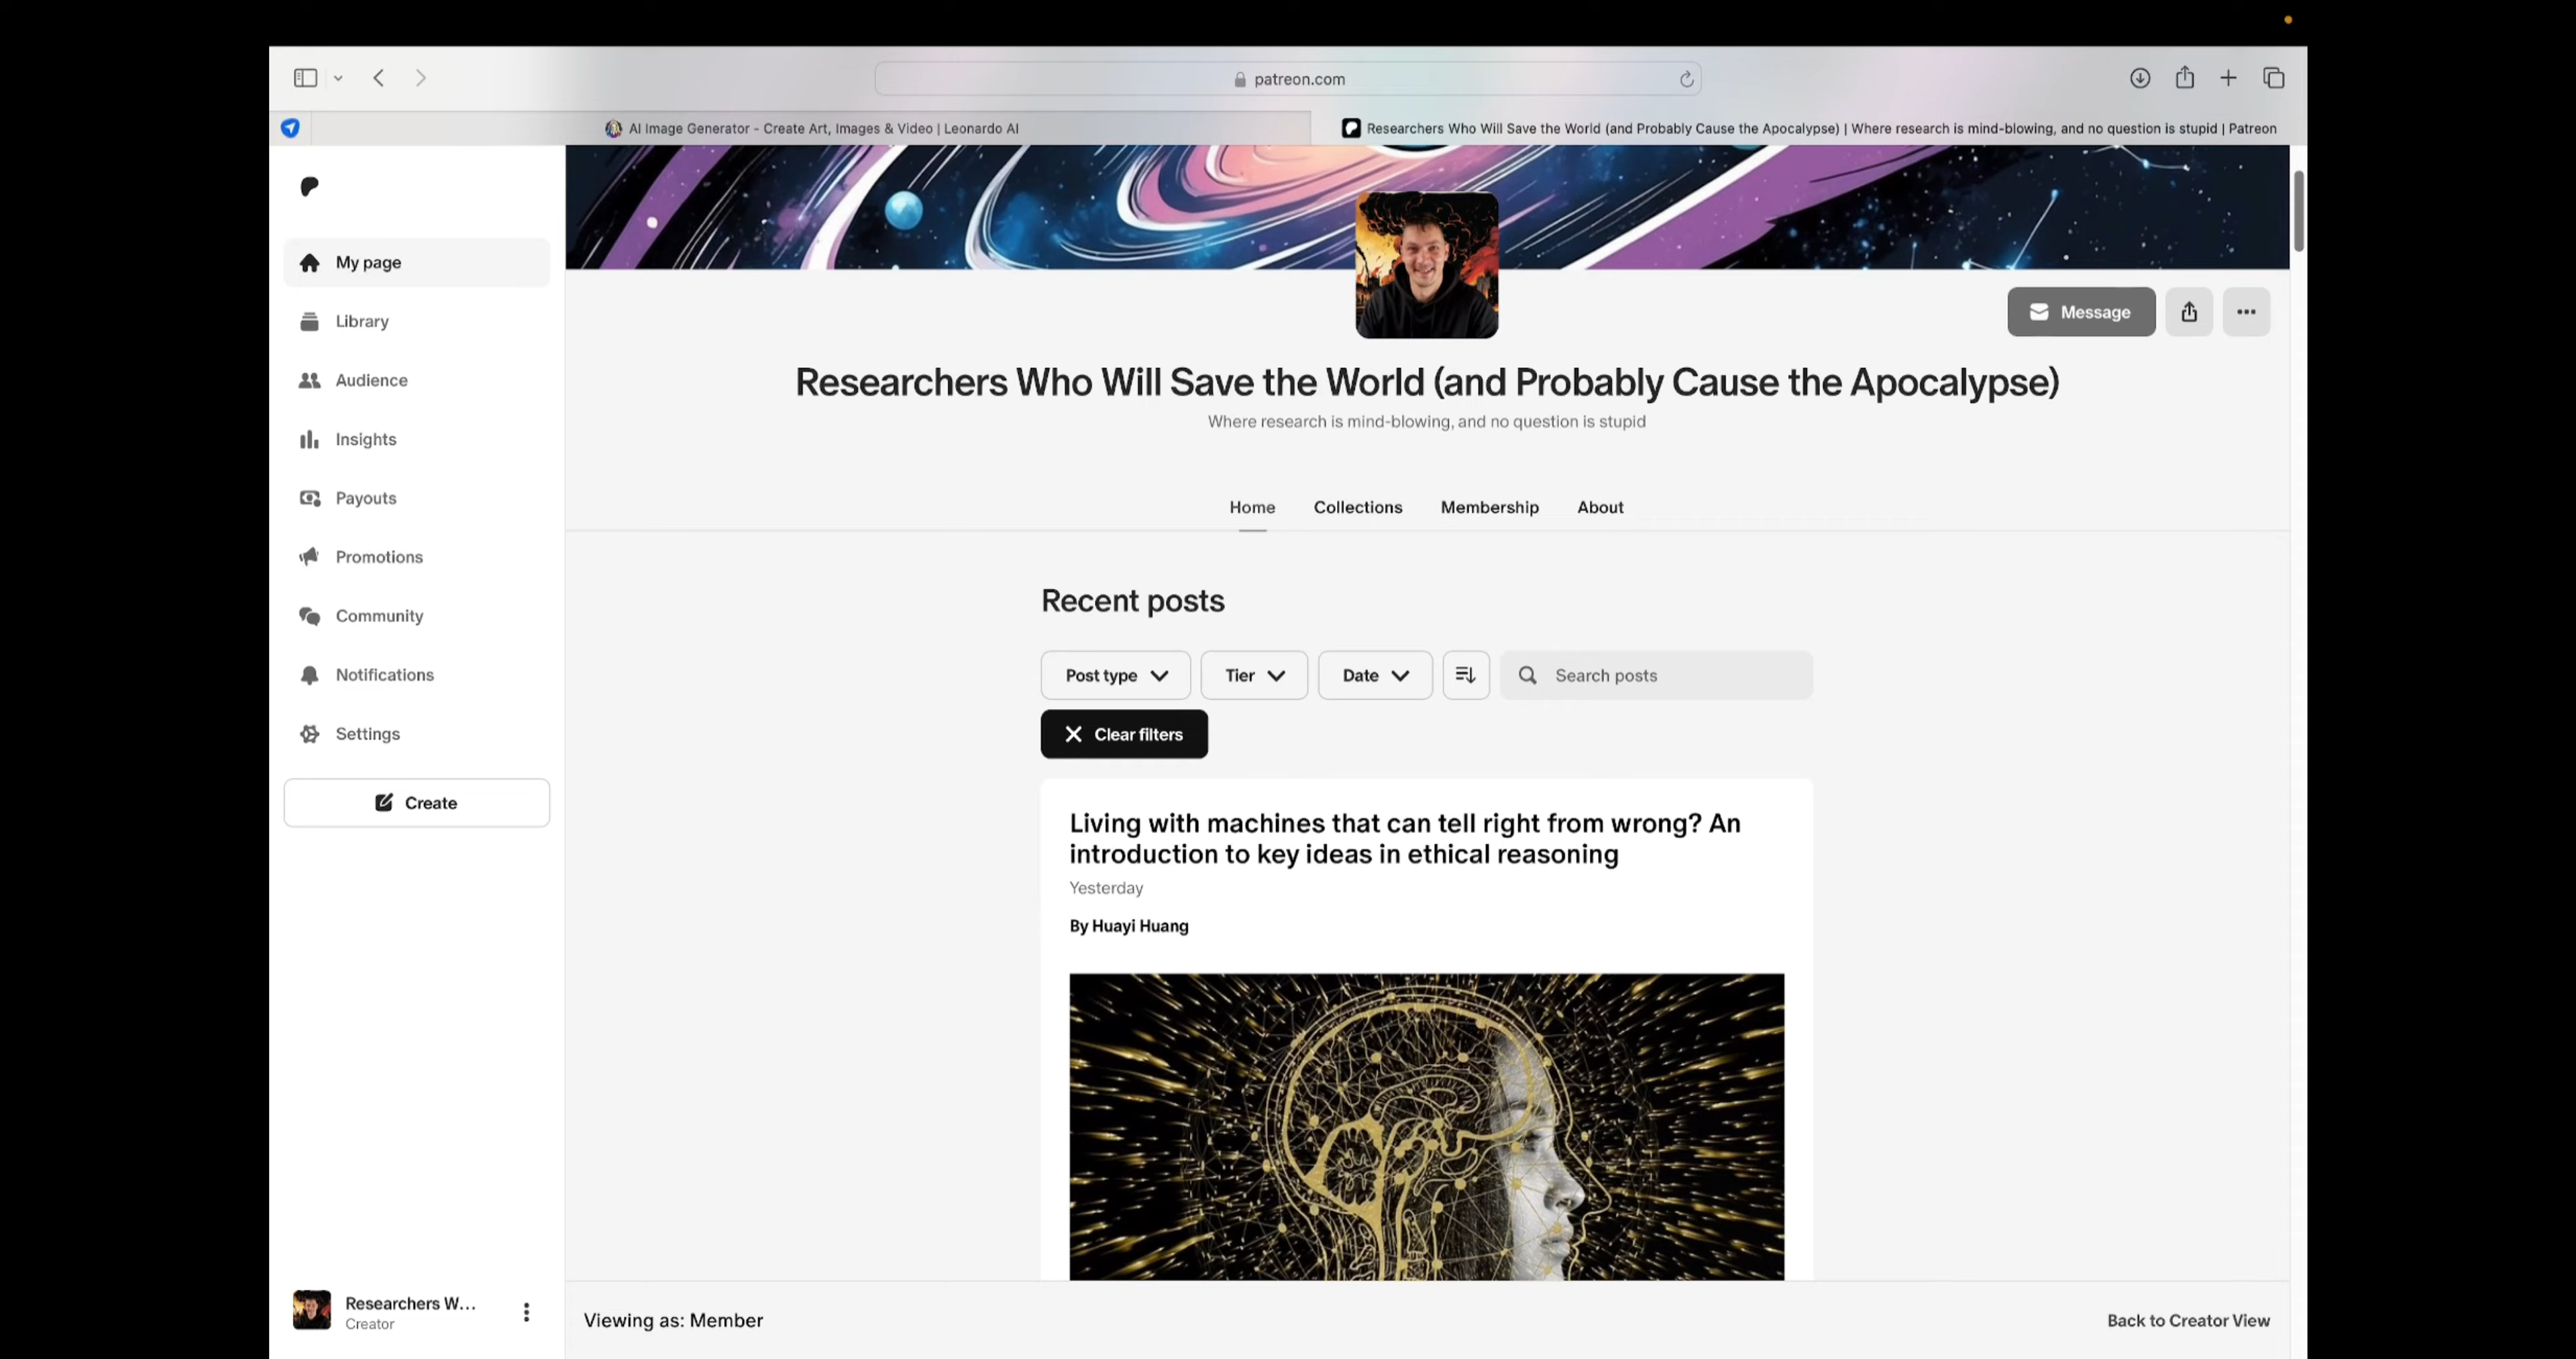 patreon.com
AI Image Generator - Create Art, Images & Video | Leonardo AI
Researchers Who Will Save the World (and Probably Cause the Apocalypse) | Where research is mind-blowing, and no question is stupid | Patreon
My page
Library
Audience
Insights
Payouts
Promotions
Community
Notifications
Settings
Create
Researchers W...
Creator
Message
Researchers Who Will Save the World (and Probably Cause the Apocalypse)
Where research is mind-blowing, and no question is stupid
Home Collections Membership About
Recent posts
Post type Tier Date Search posts
Clear filters
Living with machines that can tell right from wrong? An
introduction to key ideas in ethical reasoning
Yesterday
By Huayi Huang
Viewing as: Member
Back to Creator View